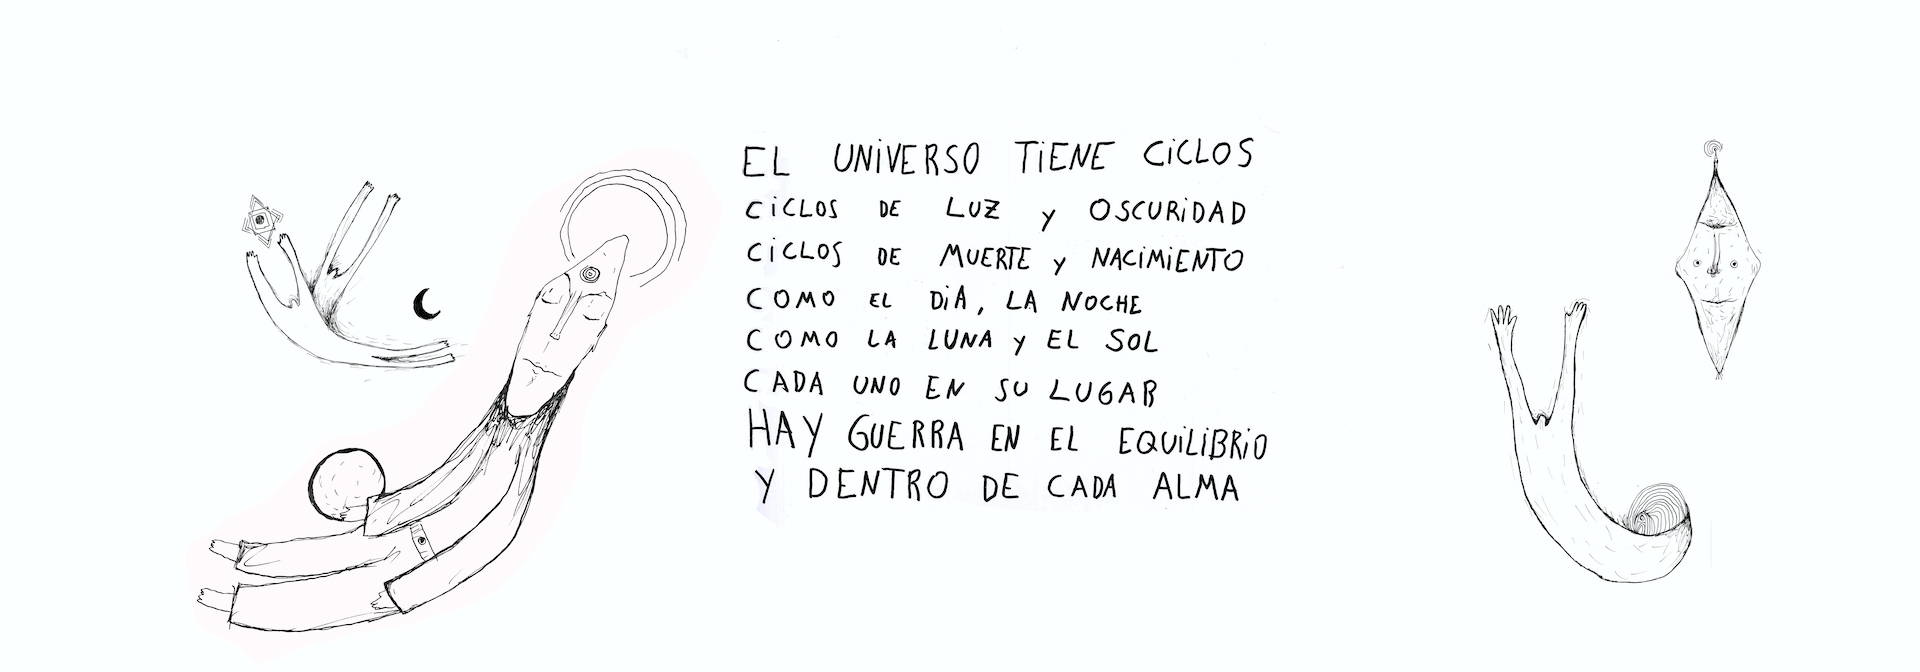 EL UNIVERSO TIENE CICLOS
CICLOS DE LUZ Y OSCURIDAD
CICLOS DE MUERTE Y NACIMIENTO
COMO EL DIA, LA NOCHE
COMO LA LUNA Y EL SOL
CADA UNO EN SU LUGAR
HAY GUERRA EN EL EQUILIBRIO
Y DENTRO DE CADA ALMA